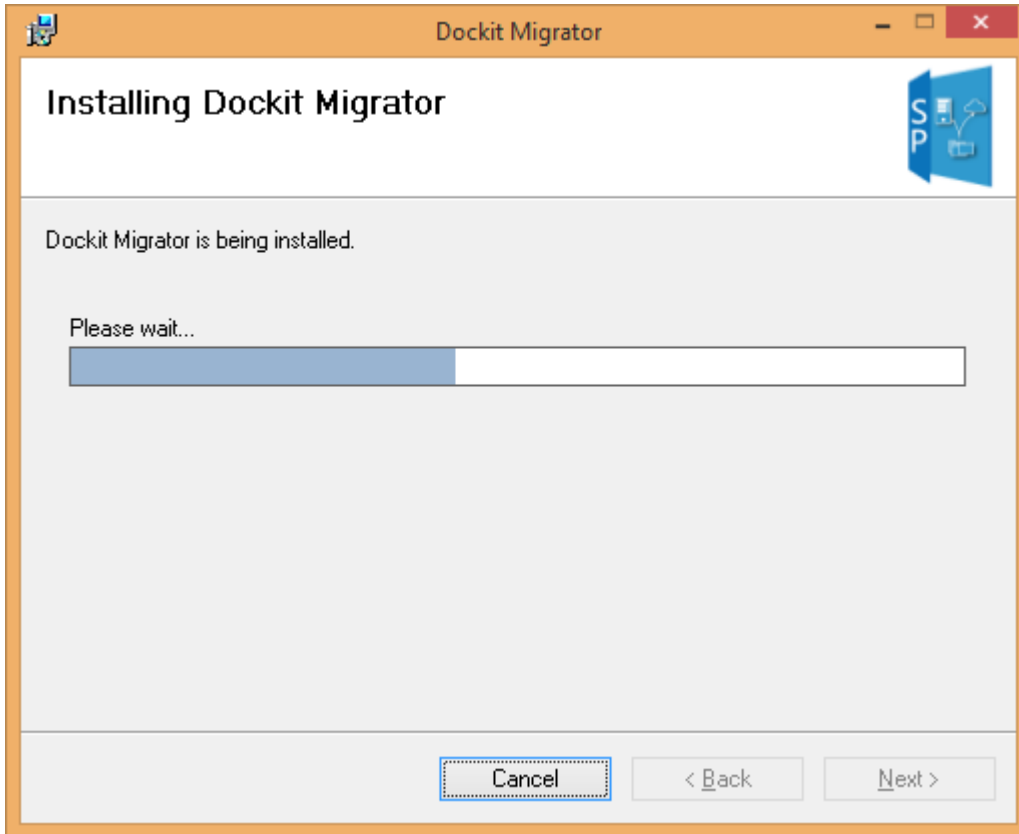 Dockit Migrator
Installing Dockit Migrator
S
P
Dockit Migrator is being installed.
Please wait...
Cancel
< Back
Next >